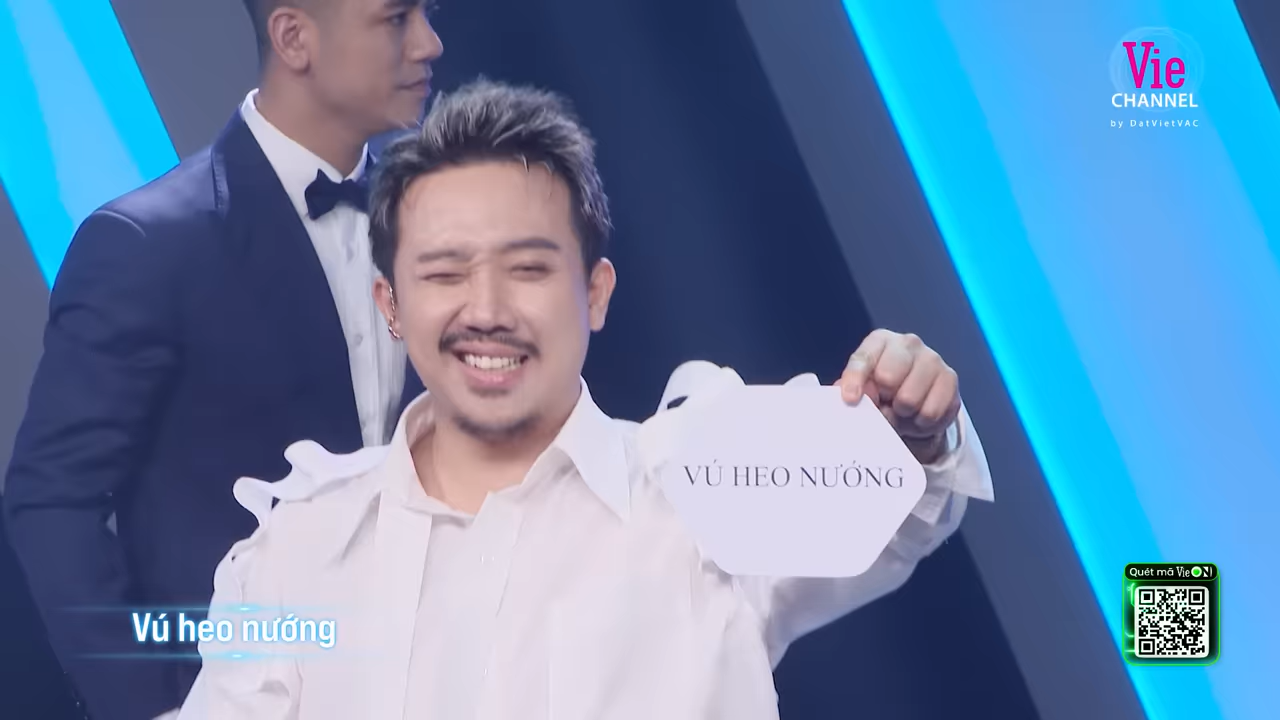 Vie
CHANNEL
by DatVietVAC
VÚ HEO NƯỚNG
Quét mã VieON!
Vú heo nướng